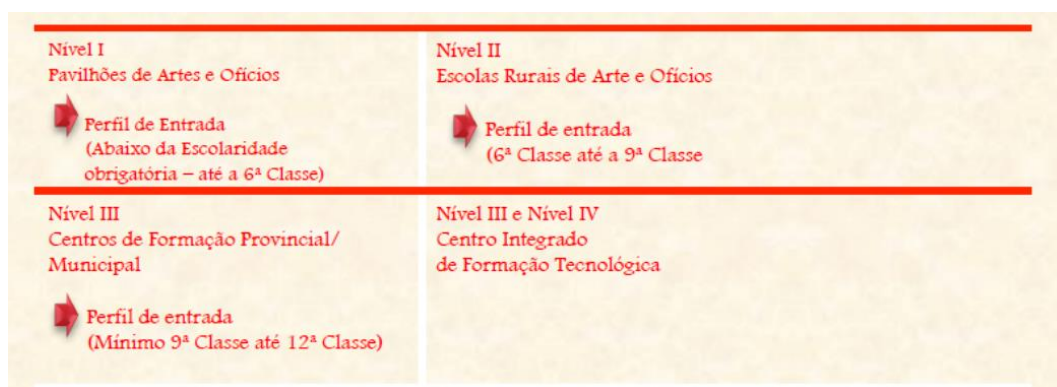 Nível I
Pavilhões de Artes e Ofícios
Perfil de Entrada
(Abaixo da Escolaridade
obrigatória – até a 6ª Classe)
Nível II
Escolas Rurais de Arte e Ofícios
Perfil de entrada
(6ª Classe até a 9ª Classe
Nível III
Centros de Formação Provincial/
Municipal
Perfil de entrada
(Mínimo 9ª Classe até 12ª Classe)
Nível III e Nível IV
Centro Integrado
de Formação Tecnológica